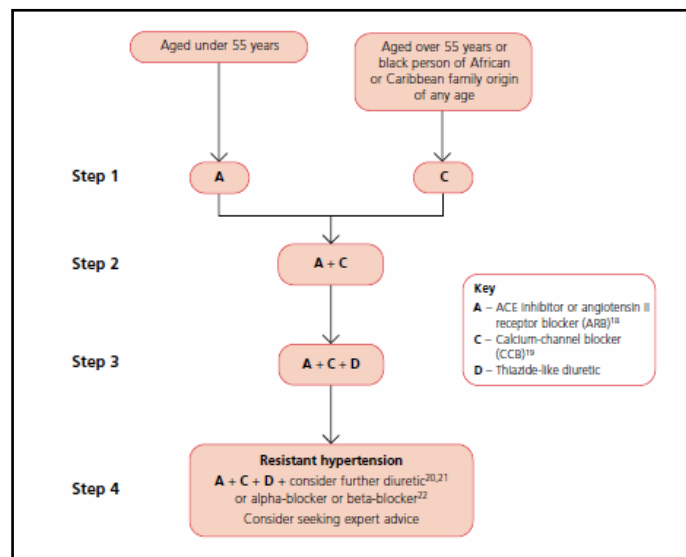 Aged under 55 years
Aged over 55 years or
black person of African
or Caribbean family origin
of any age
Step 1
A
C
Step 2
A + C
Key
A – ACE inhibitor or angiotensin II
receptor blocker (ARB)¹⁸
C – Calcium-channel blocker
(CCB)¹⁹
D – Thiazide-like diuretic
Step 3
A + C + D
Step 4
Resistant hypertension
A + C + D + consider further diuretic²⁰,²¹
or alpha-blocker or beta-blocker²²
Consider seeking expert advice